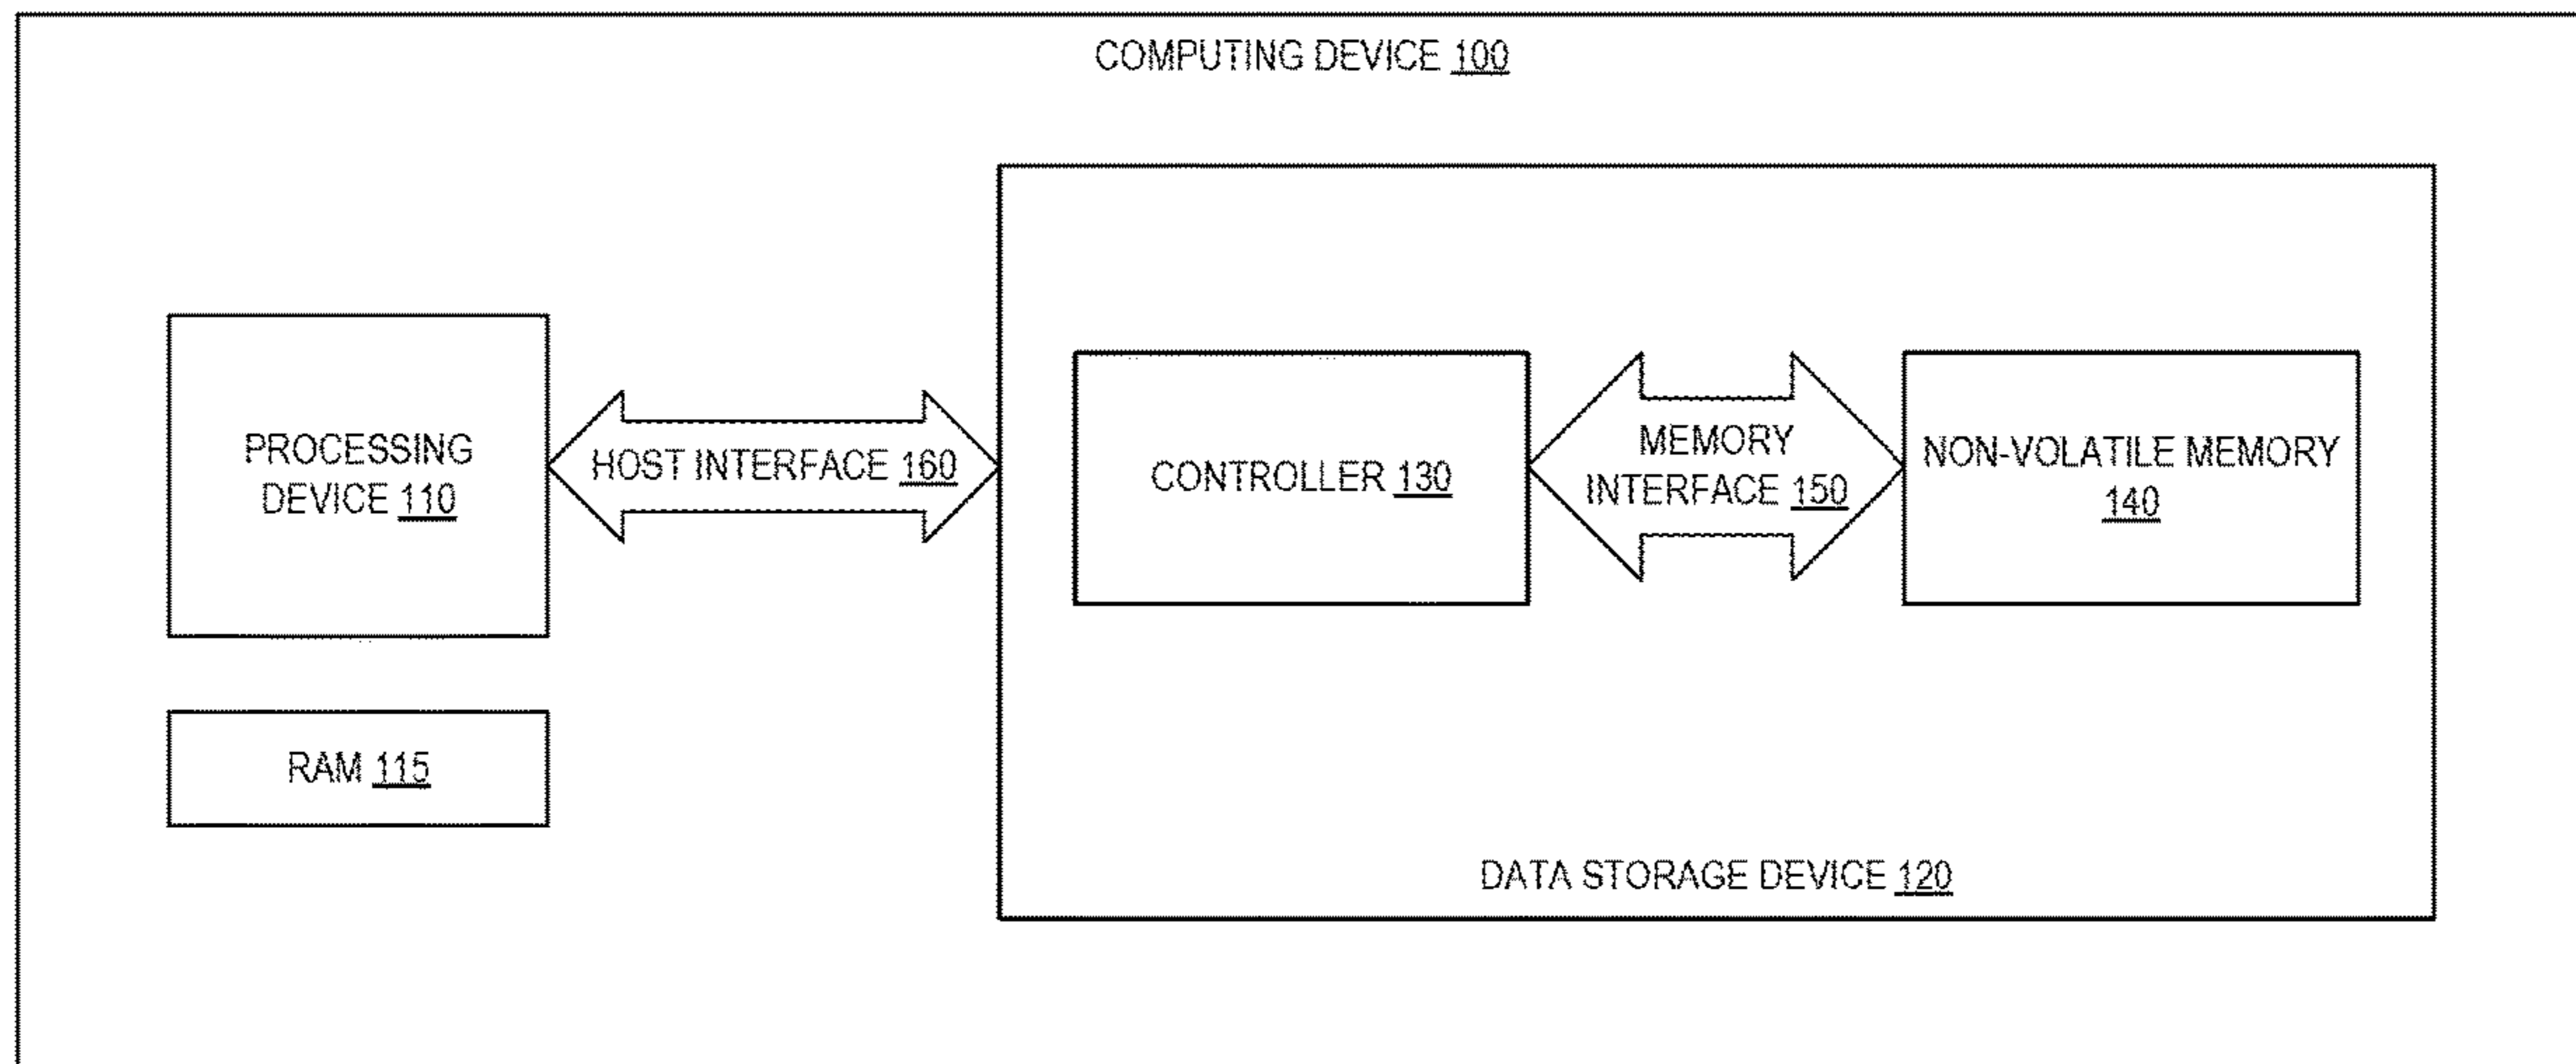 COMPUTING DEVICE 100
PROCESSING
DEVICE 110
HOST INTERFACE 160
CONTROLLER 130
MEMORY
INTERFACE 150
NON-VOLATILE MEMORY
140
RAM 115
DATA STORAGE DEVICE 120